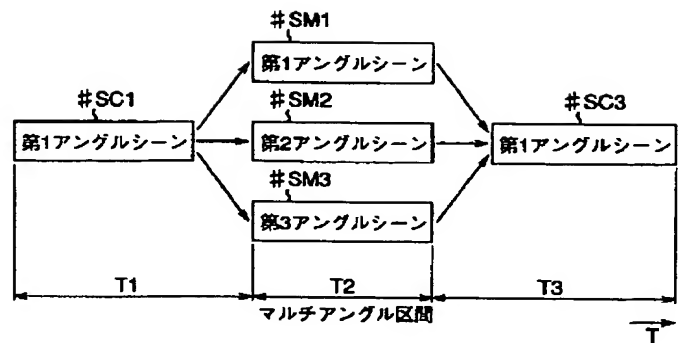 #SM1
第1アングルシーン
#SC1
第1アングルシーン
#SM2
第2アングルシーン
#SC3
第1アングルシーン
#SM3
第3アングルシーン
T1
T2
T3
マルチアングル区間
T